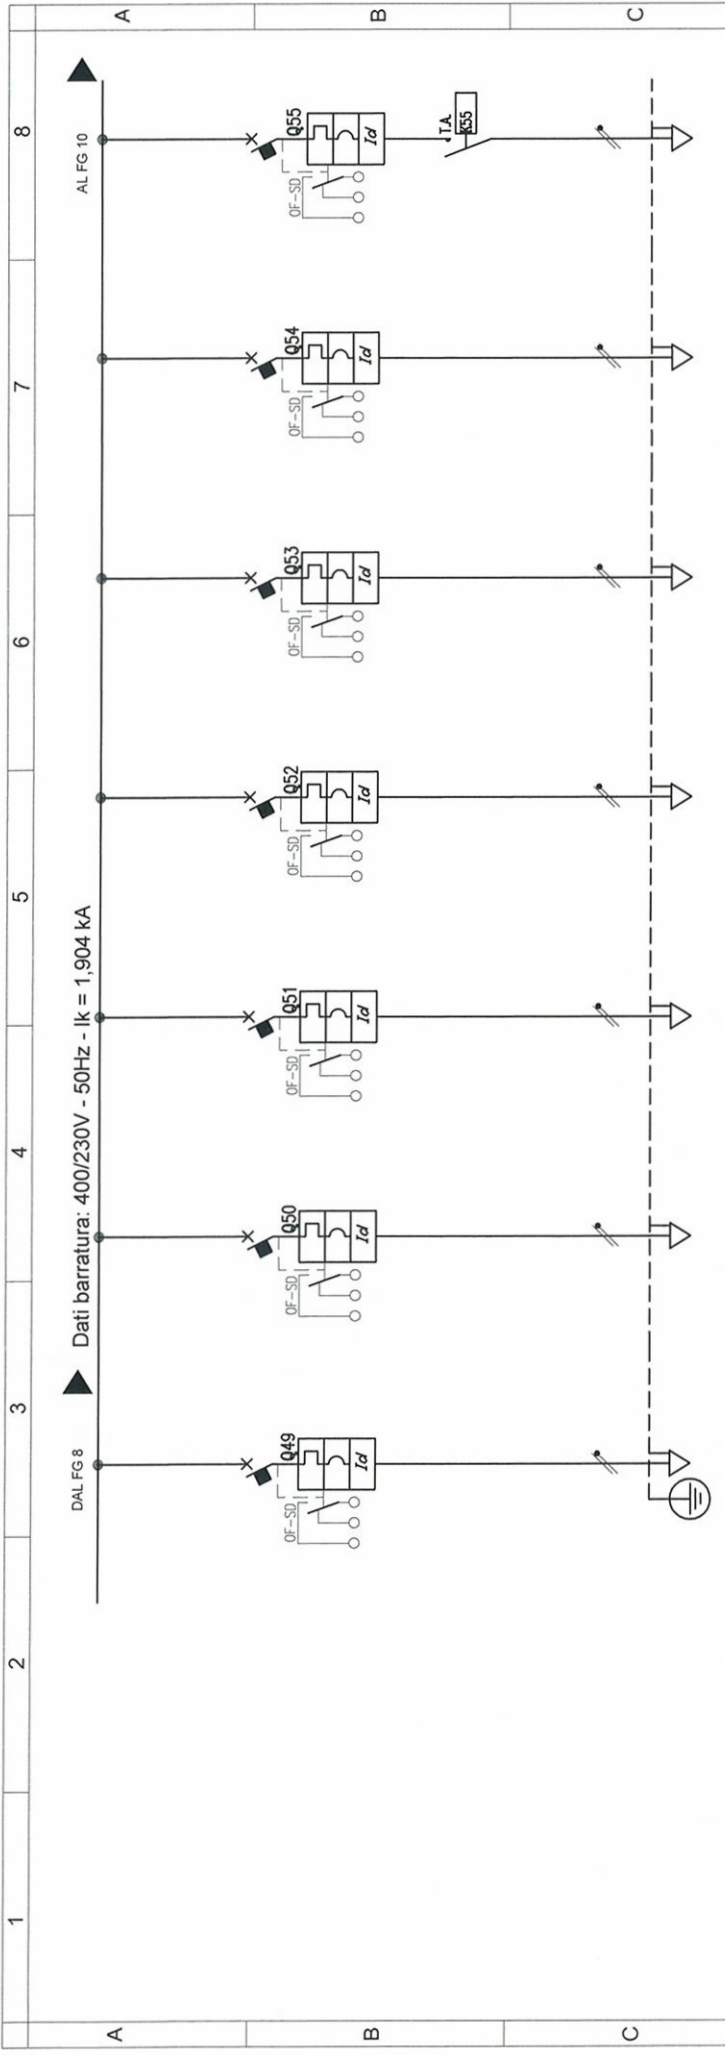 1 2 3 4 5 6 7 8
A A
DAL FG 8
Dati barratura: 400/230V - 50Hz - Ik = 1,904 kA
AL FG 10
B B
Q49
OF-SD
Id
Q50
OF-SD
Id
Q51
OF-SD
Id
Q52
OF-SD
Id
Q53
OF-SD
Id
Q54
OF-SD
Id
Q55
OF-SD
Id
T.A.
K55
C C